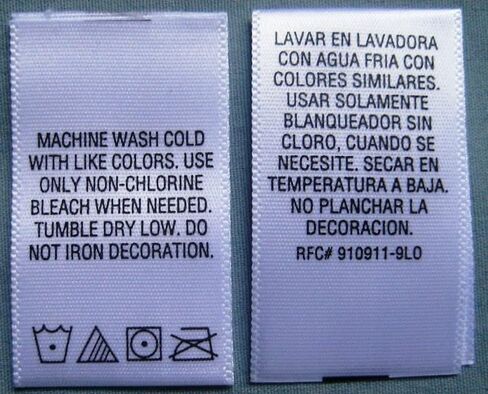 MACHINE WASH COLD
WITH LIKE COLORS. USE
ONLY NON-CHLORINE
BLEACH WHEN NEEDED.
TUMBLE DRY LOW. DO
NOT IRON DECORATION.
LAVAR EN LAVADORA
CON AGUA FRIA CON
COLORES SIMILARES.
USAR SOLAMENTE
BLANQUEADOR SIN
CLORO, CUANDO SE
NECESITE. SECAR EN
TEMPERATURA A BAJA.
NO PLANCHAR LA
DECORACION.
RFC# 910911-9L0